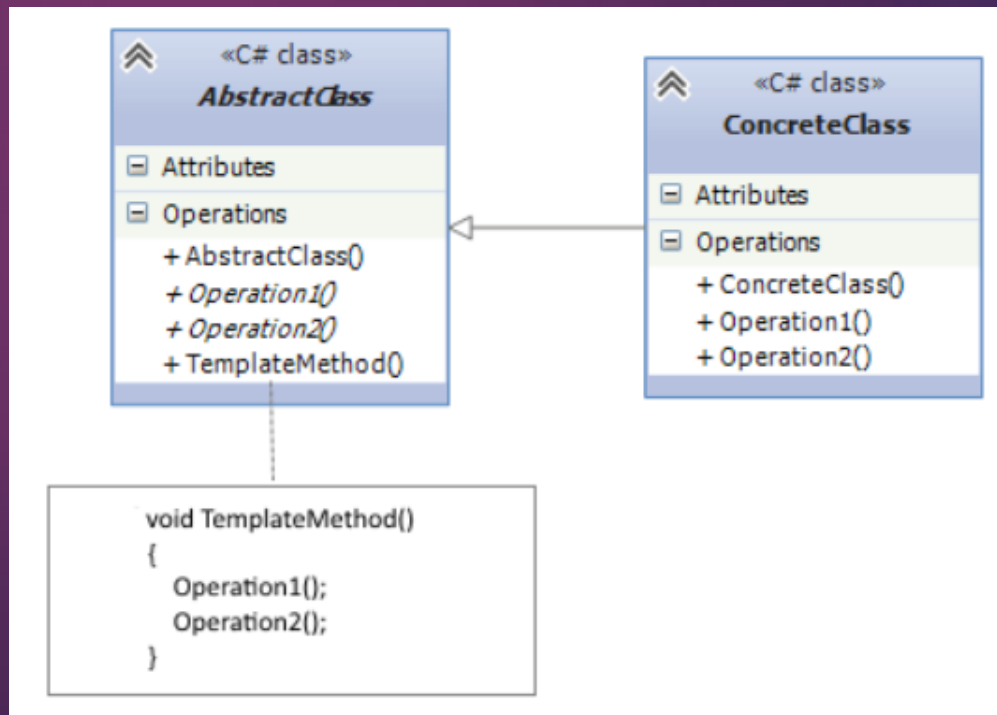 «C# class»
AbstractClass
Attributes
Operations
+ AbstractClass()
+ Operation1()
+ Operation2()
+ TemplateMethod()
«C# class»
ConcreteClass
Attributes
Operations
+ ConcreteClass()
+ Operation1()
+ Operation2()
void TemplateMethod()
{
Operation1();
Operation2();
}